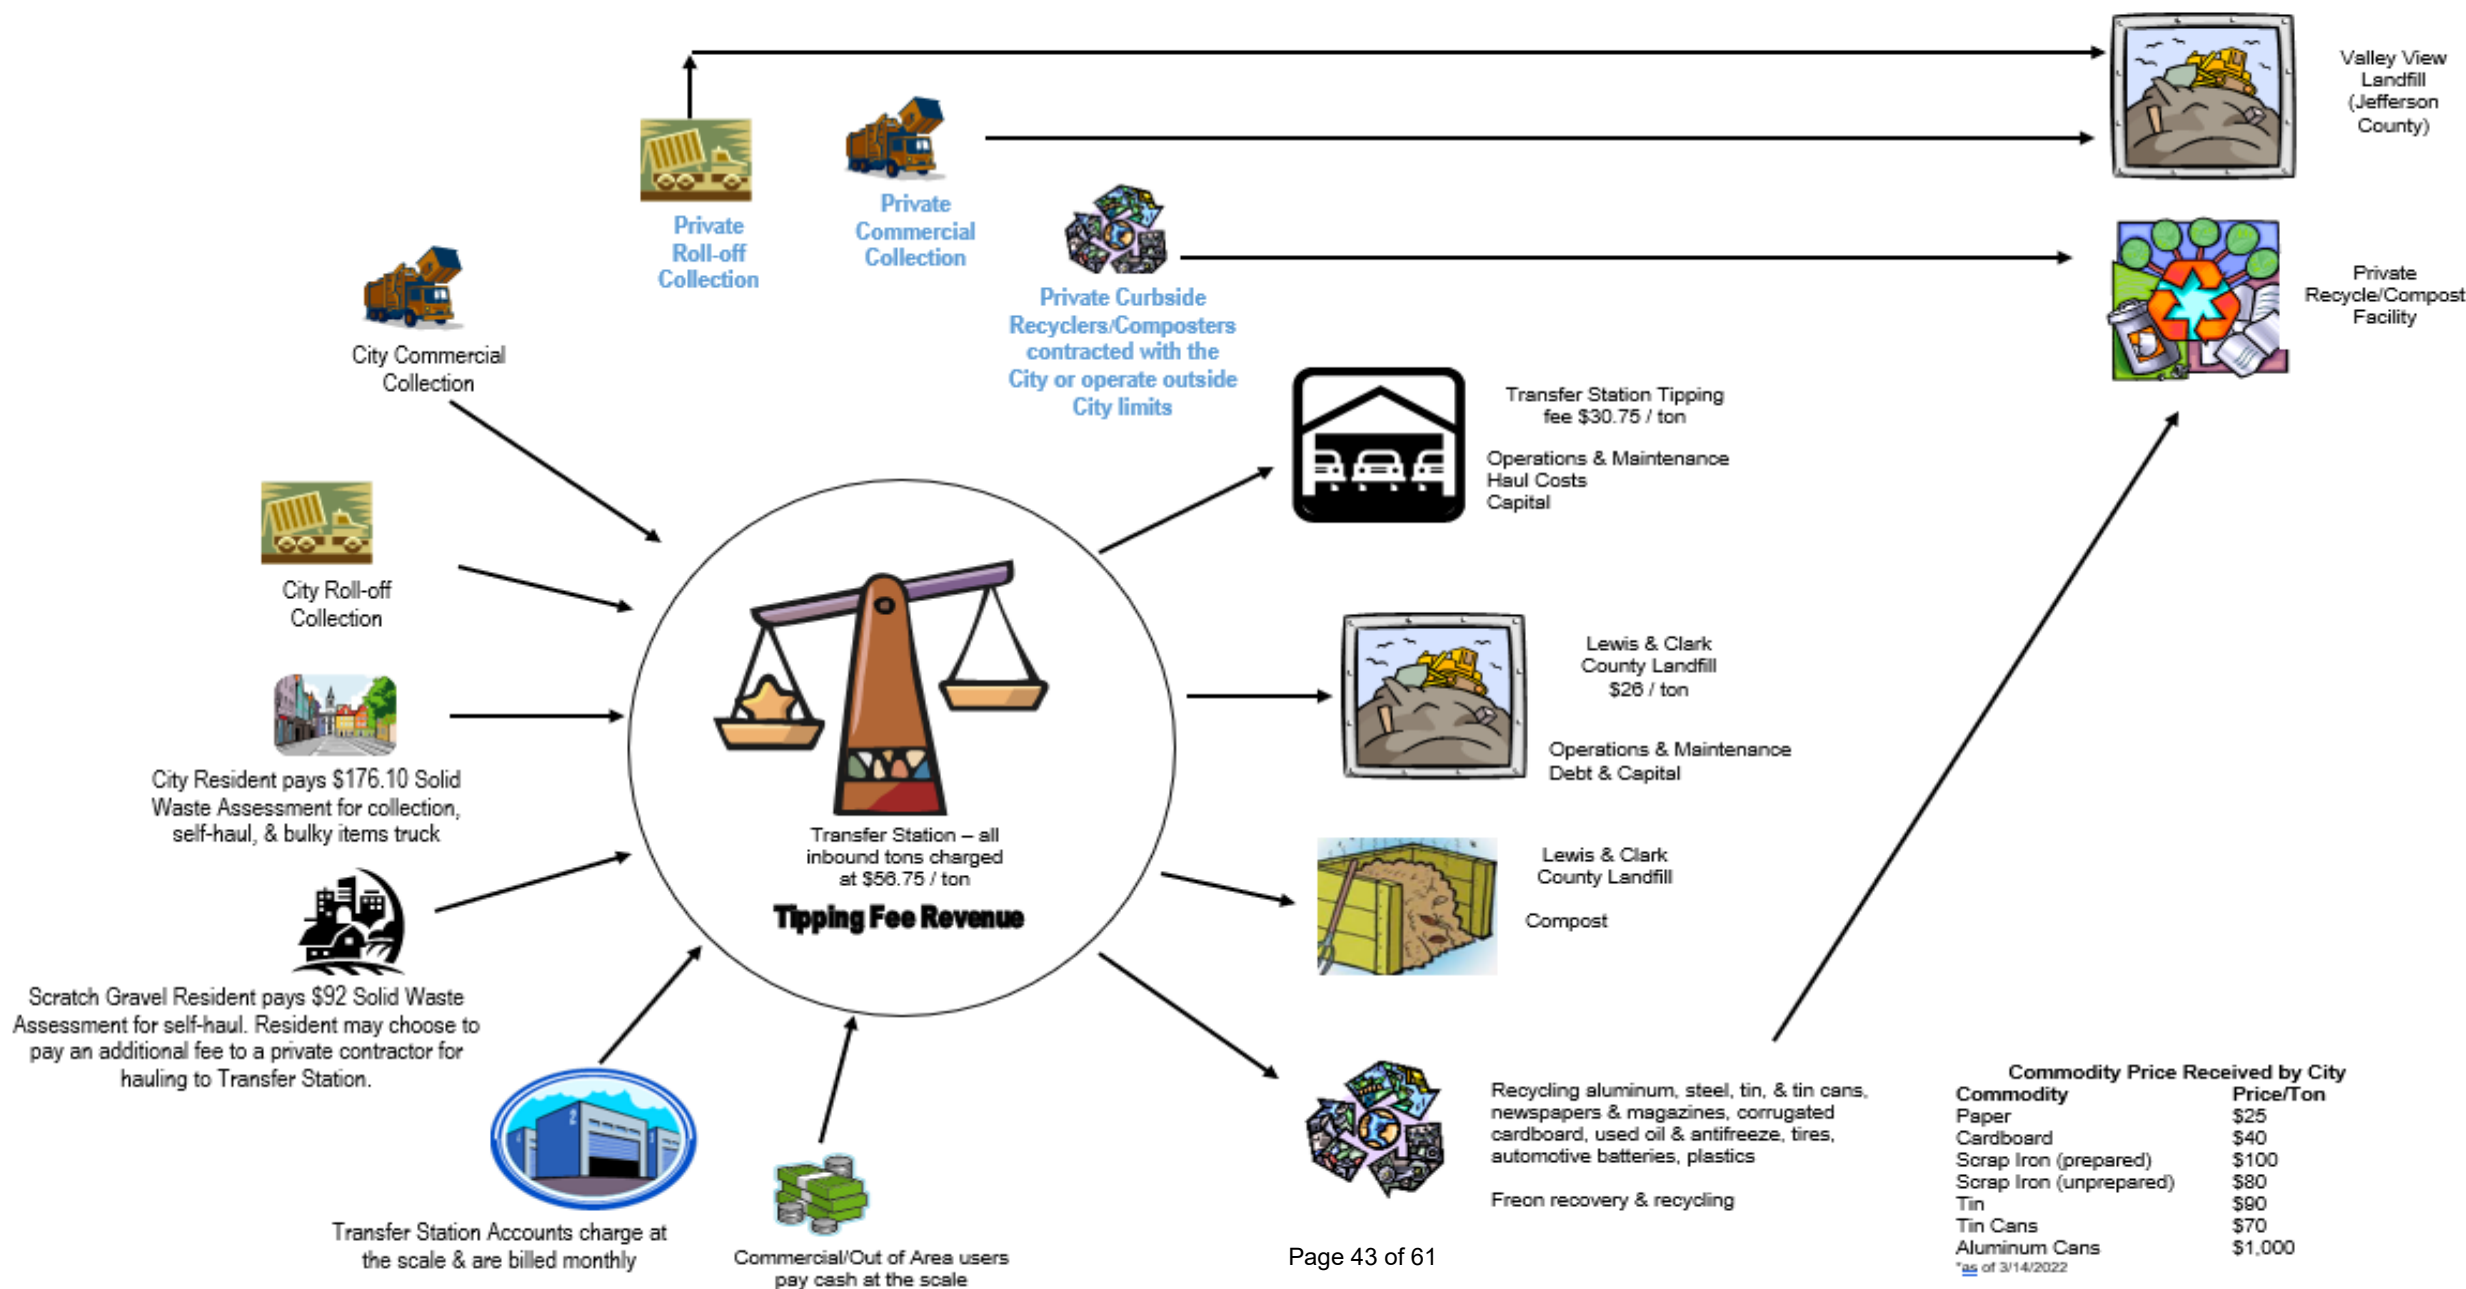 Valley View
Landfill
(Jefferson
County)
Private
Roll-off
Collection
Private
Commercial
Collection
Private Curbside
Recyclers/Composters
contracted with the
City or operate outside
City limits
Private
Recycle/Compost
Facility
City Commercial
Collection
Transfer Station Tipping
fee $30.75 / ton
Operations & Maintenance
Haul Costs
Capital
City Roll-off
Collection
Lewis & Clark
County Landfill
$26 / ton
Operations & Maintenance
Debt & Capital
City Resident pays $176.10 Solid
Waste Assessment for collection,
self-haul, & bulky items truck
Transfer Station – all
inbound tons charged
at $56.75 / ton
Tipping Fee Revenue
Lewis & Clark
County Landfill
Compost
Scratch Gravel Resident pays $92 Solid Waste
Assessment for self-haul. Resident may choose to
pay an additional fee to a private contractor for
hauling to Transfer Station.
2
Transfer Station Accounts charge at
the scale & are billed monthly
Commercial/Out of Area users
pay cash at the scale
Recycling aluminum, steel, tin, & tin cans,
newspapers & magazines, corrugated
cardboard, used oil & antifreeze, tires,
automotive batteries, plastics
Freon recovery & recycling
Commodity Price Received by City
Commodity Price/Ton
Paper $25
Cardboard $40
Scrap Iron (prepared) $100
Scrap Iron (unprepared) $80
Tin $90
Tin Cans $70
Aluminum Cans $1,000
*as of 3/14/2022
Page 43 of 61